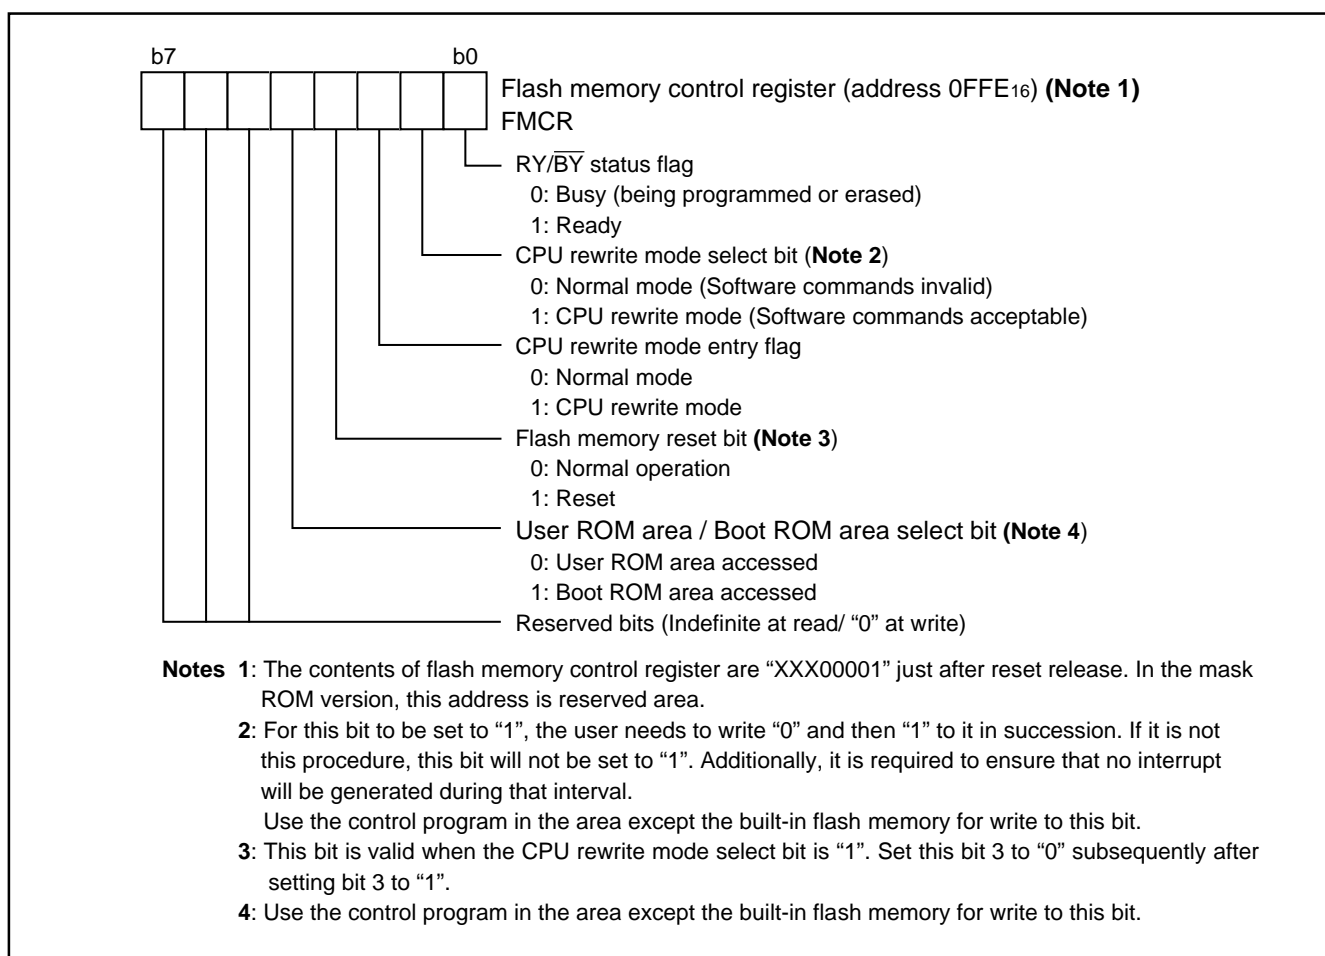 b7 b0
Flash memory control register (address 0FFE16) (Note 1)
FMCR
RY/BY status flag
0: Busy (being programmed or erased)
1: Ready
CPU rewrite mode select bit (Note 2)
0: Normal mode (Software commands invalid)
1: CPU rewrite mode (Software commands acceptable)
CPU rewrite mode entry flag
0: Normal mode
1: CPU rewrite mode
Flash memory reset bit (Note 3)
0: Normal operation
1: Reset
User ROM area / Boot ROM area select bit (Note 4)
0: User ROM area accessed
1: Boot ROM area accessed
Reserved bits (Indefinite at read/ “0” at write)
Notes 1: The contents of flash memory control register are “XXX00001” just after reset release. In the mask
ROM version, this address is reserved area.
2: For this bit to be set to “1”, the user needs to write “0” and then “1” to it in succession. If it is not
this procedure, this bit will not be set to “1”. Additionally, it is required to ensure that no interrupt
will be generated during that interval.
Use the control program in the area except the built-in flash memory for write to this bit.
3: This bit is valid when the CPU rewrite mode select bit is “1”. Set this bit 3 to “0” subsequently after
setting bit 3 to “1”.
4: Use the control program in the area except the built-in flash memory for write to this bit.